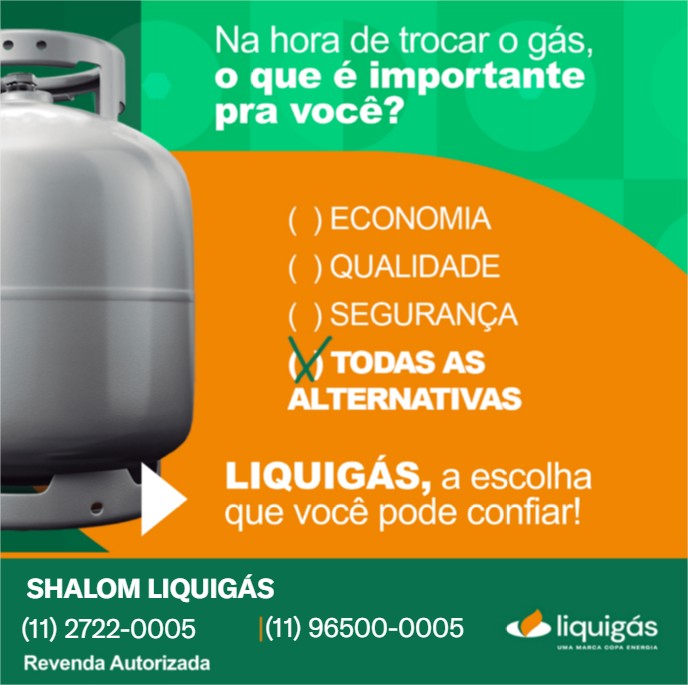 Na hora de trocar o gás,
o que é importante
pra você?
( ) ECONOMIA
( ) QUALIDADE
( ) SEGURANÇA
(X) TODAS AS
ALTERNATIVAS
LIQUIGÁS, a escolha
que você pode confiar!
SHALOM LIQUIGÁS
(11) 2722-0005 |(11) 96500-0005
Revenda Autorizada
liquigás
UMA MARCA COPA ENERGIA